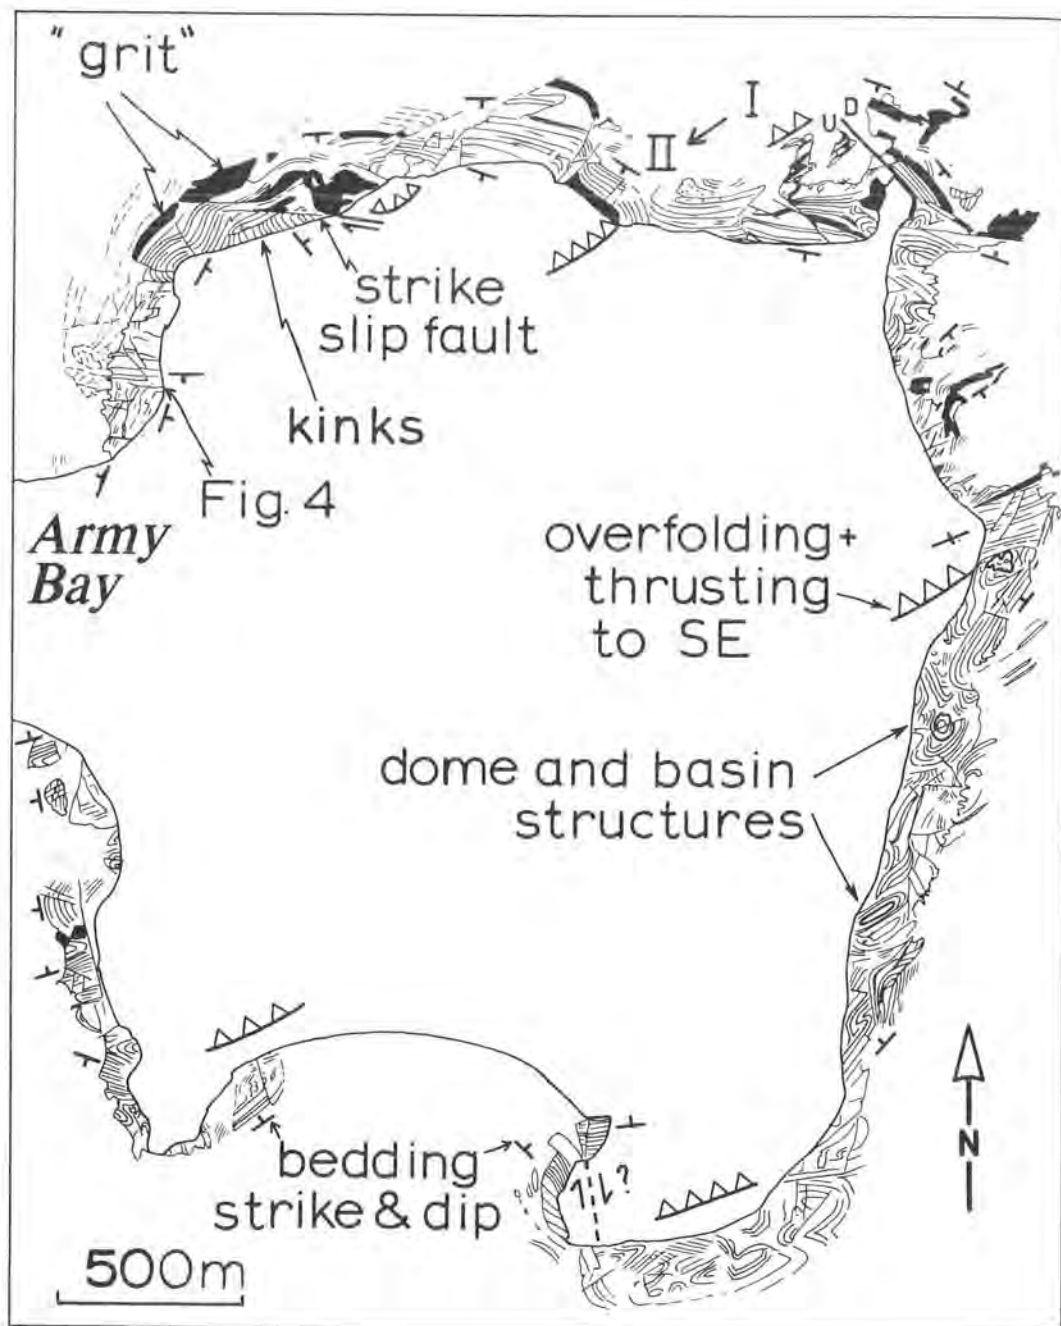 "grit"
I
II
U D
strike
slip fault
kinks
Fig. 4
Army
Bay
overfolding+
thrusting
to SE
dome and basin
structures
N
bedding
strike & dip
?
500m